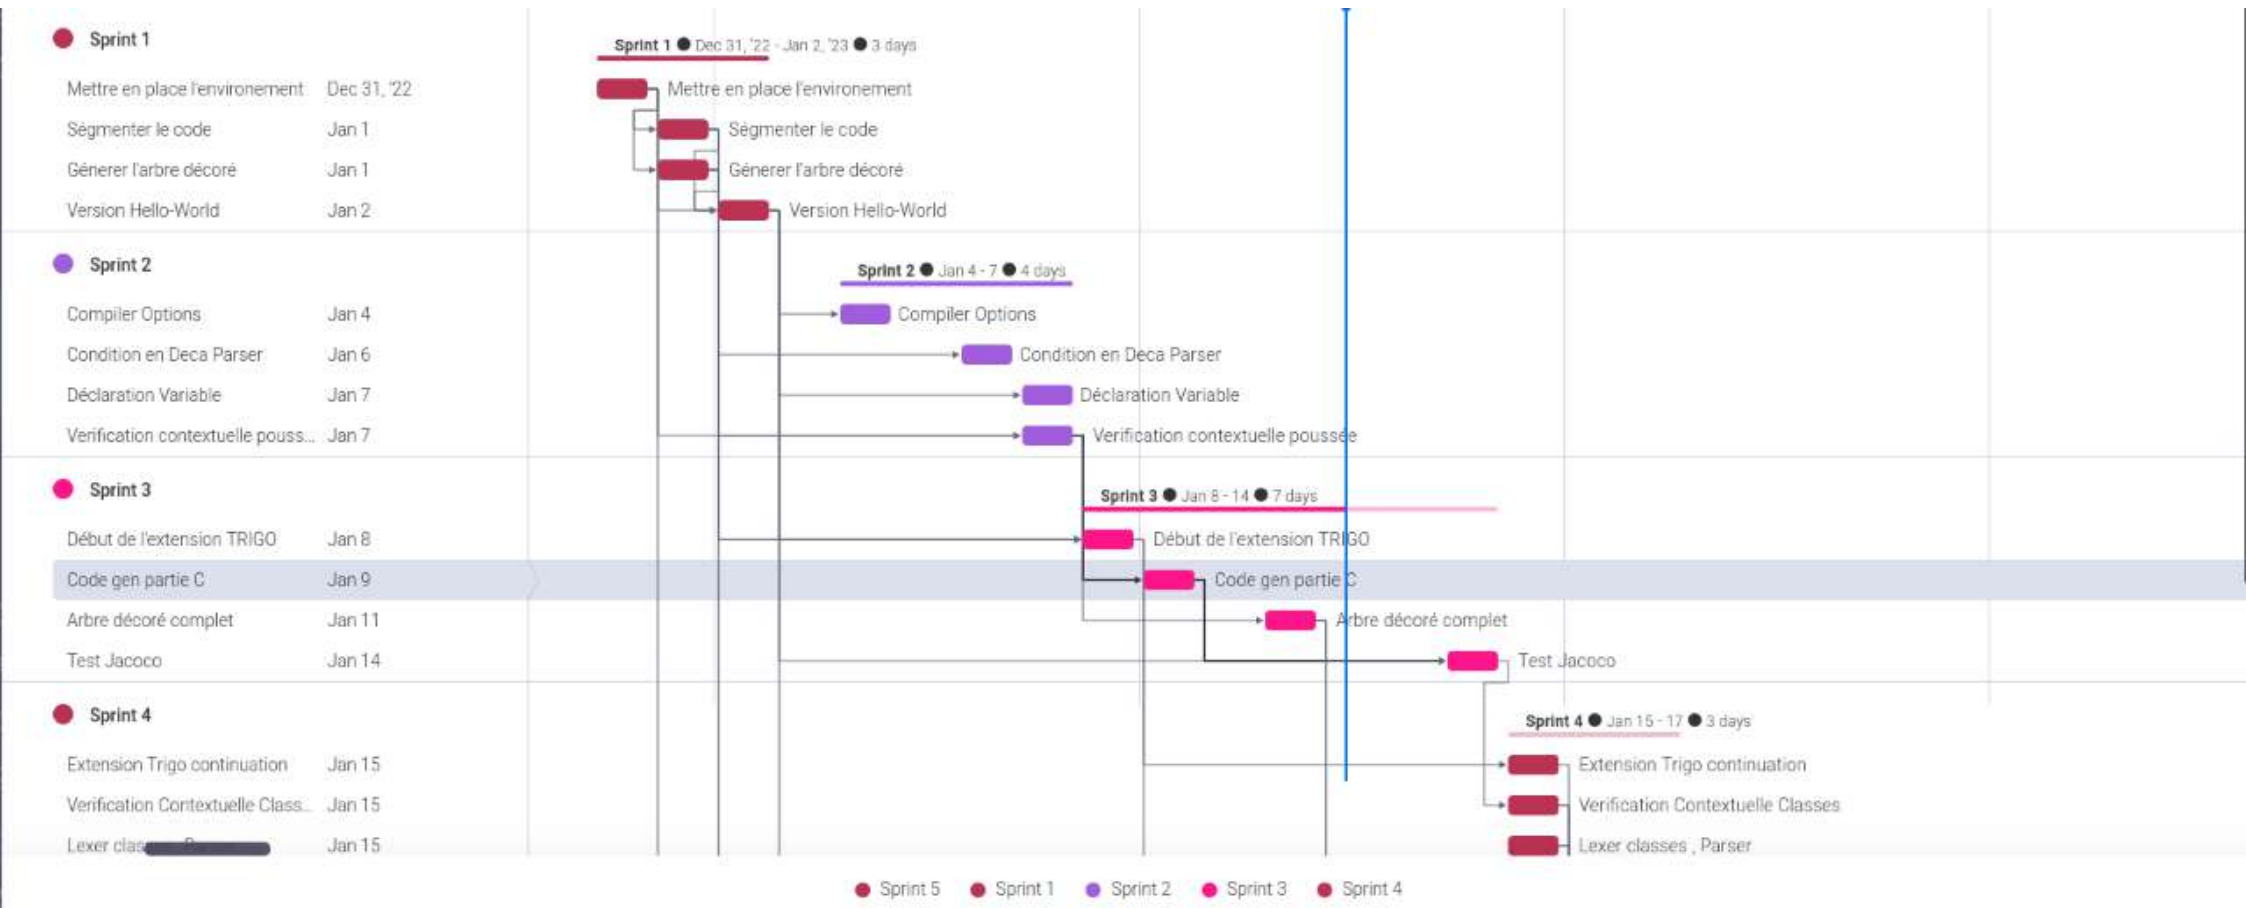 Sprint 1
Sprint 1 ● Dec 31, '22 - Jan 2, '23 ● 3 days
Mettre en place l'environement Dec 31, '22 Mettre en place l'environement
Ségmenter le code Jan 1 Ségmenter le code
Génerer l'arbre décoré Jan 1 Génerer l'arbre décoré
Version Hello-World Jan 2 Version Hello-World
Sprint 2
Sprint 2 ● Jan 4 - 7 ● 4 days
Compiler Options Jan 4 Compiler Options
Condition en Deca Parser Jan 6 Condition en Deca Parser
Déclaration Variable Jan 7 Déclaration Variable
Verification contextuelle pouss... Jan 7 Verification contextuelle poussée
Sprint 3
Sprint 3 ● Jan 8 - 14 ● 7 days
Début de l'extension TRIGO Jan 8 Début de l'extension TRIGO
Code gen partie C Jan 9 Code gen partie C
Arbre décoré complet Jan 11 Arbre décoré complet
Test Jacoco Jan 14 Test Jacoco
Sprint 4
Sprint 4 ● Jan 15 - 17 ● 3 days
Extension Trigo continuation Jan 15 Extension Trigo continuation
Verification Contextuelle Class... Jan 15 Verification Contextuelle Classes
Lexer Jan 15 Lexer classes , Parser
Sprint 5 Sprint 1 Sprint 2 Sprint 3 Sprint 4